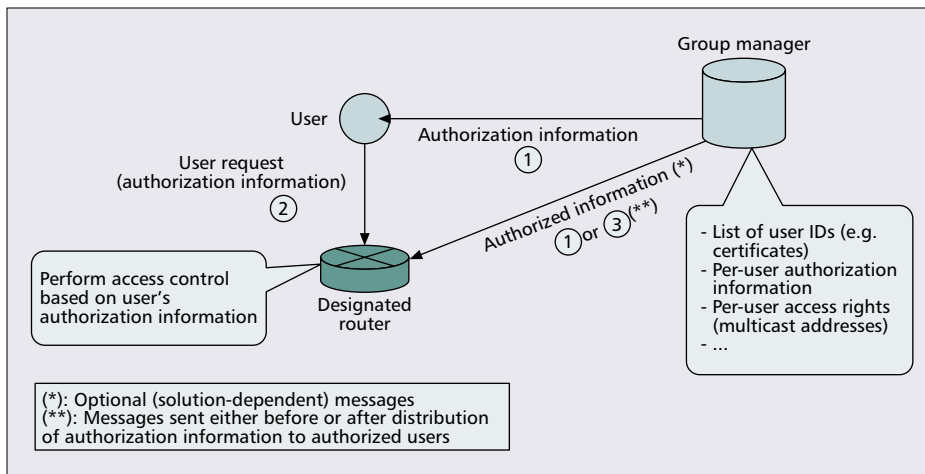 Group manager
User
Authorization information
1
User request
(authorization information)
2
Authorized information (*)
1 or 3 (**)
- List of user IDs (e.g.
certificates)
- Per-user authorization
information
- Per-user access rights
(multicast addresses)
- ...
Perform access control
based on user's
authorization information
Designated
router
(*): Optional (solution-dependent) messages
(**): Messages sent either before or after distribution
of authorization information to authorized users